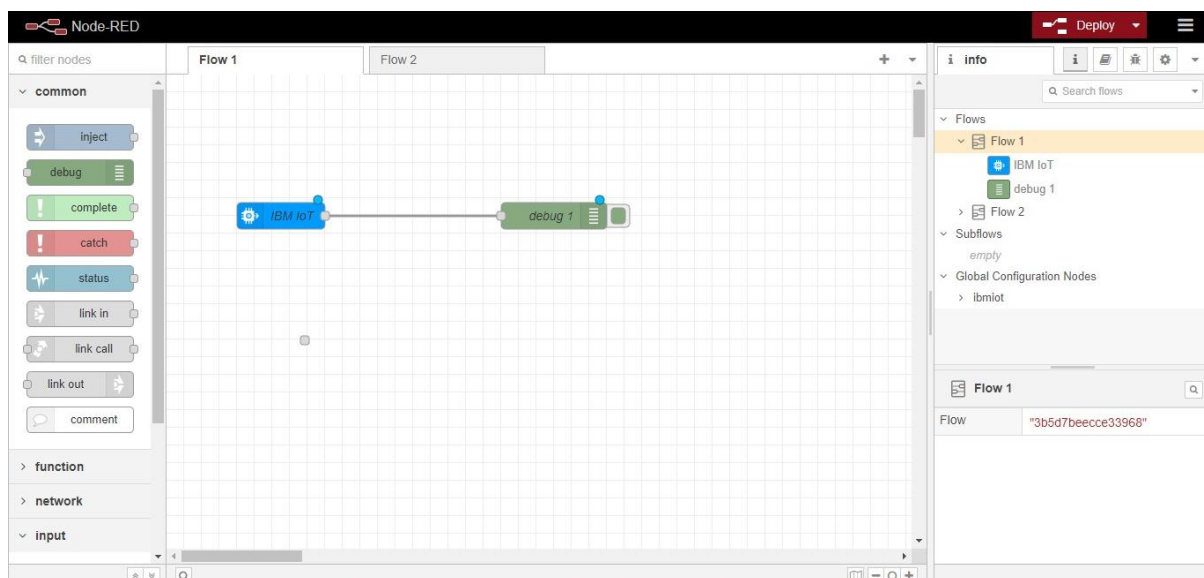 Node-RED
Deploy
filter nodes
Flow 1
Flow 2
info
i
common
Search flows
inject
debug
complete
catch
status
link in
link call
link out
comment
function
network
input
IBM IoT
debug 1
Flows
Flow 1
IBM IoT
debug 1
Flow 2
Subflows
empty
Global Configuration Nodes
ibmiot
Flow 1
Flow "3b5d7beecce33968"